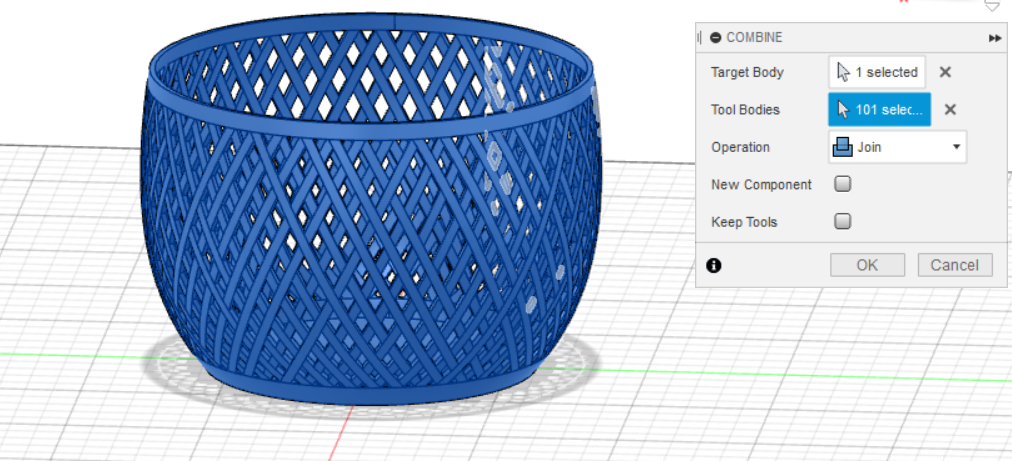 COMBINE
Target Body 1 selected
Tool Bodies 101 selec...
Operation Join
New Component
Keep Tools
OK Cancel